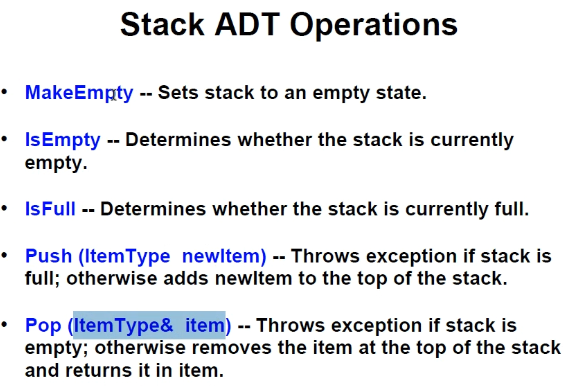 Stack ADT Operations
• MakeEmpty -- Sets stack to an empty state.
• IsEmpty -- Determines whether the stack is currently
empty.
• IsFull -- Determines whether the stack is currently full.
• Push (ItemType newItem) -- Throws exception if stack is
full; otherwise adds newItem to the top of the stack.
• Pop (ItemType& item) -- Throws exception if stack is
empty; otherwise removes the item at the top of the stack
and returns it in item.